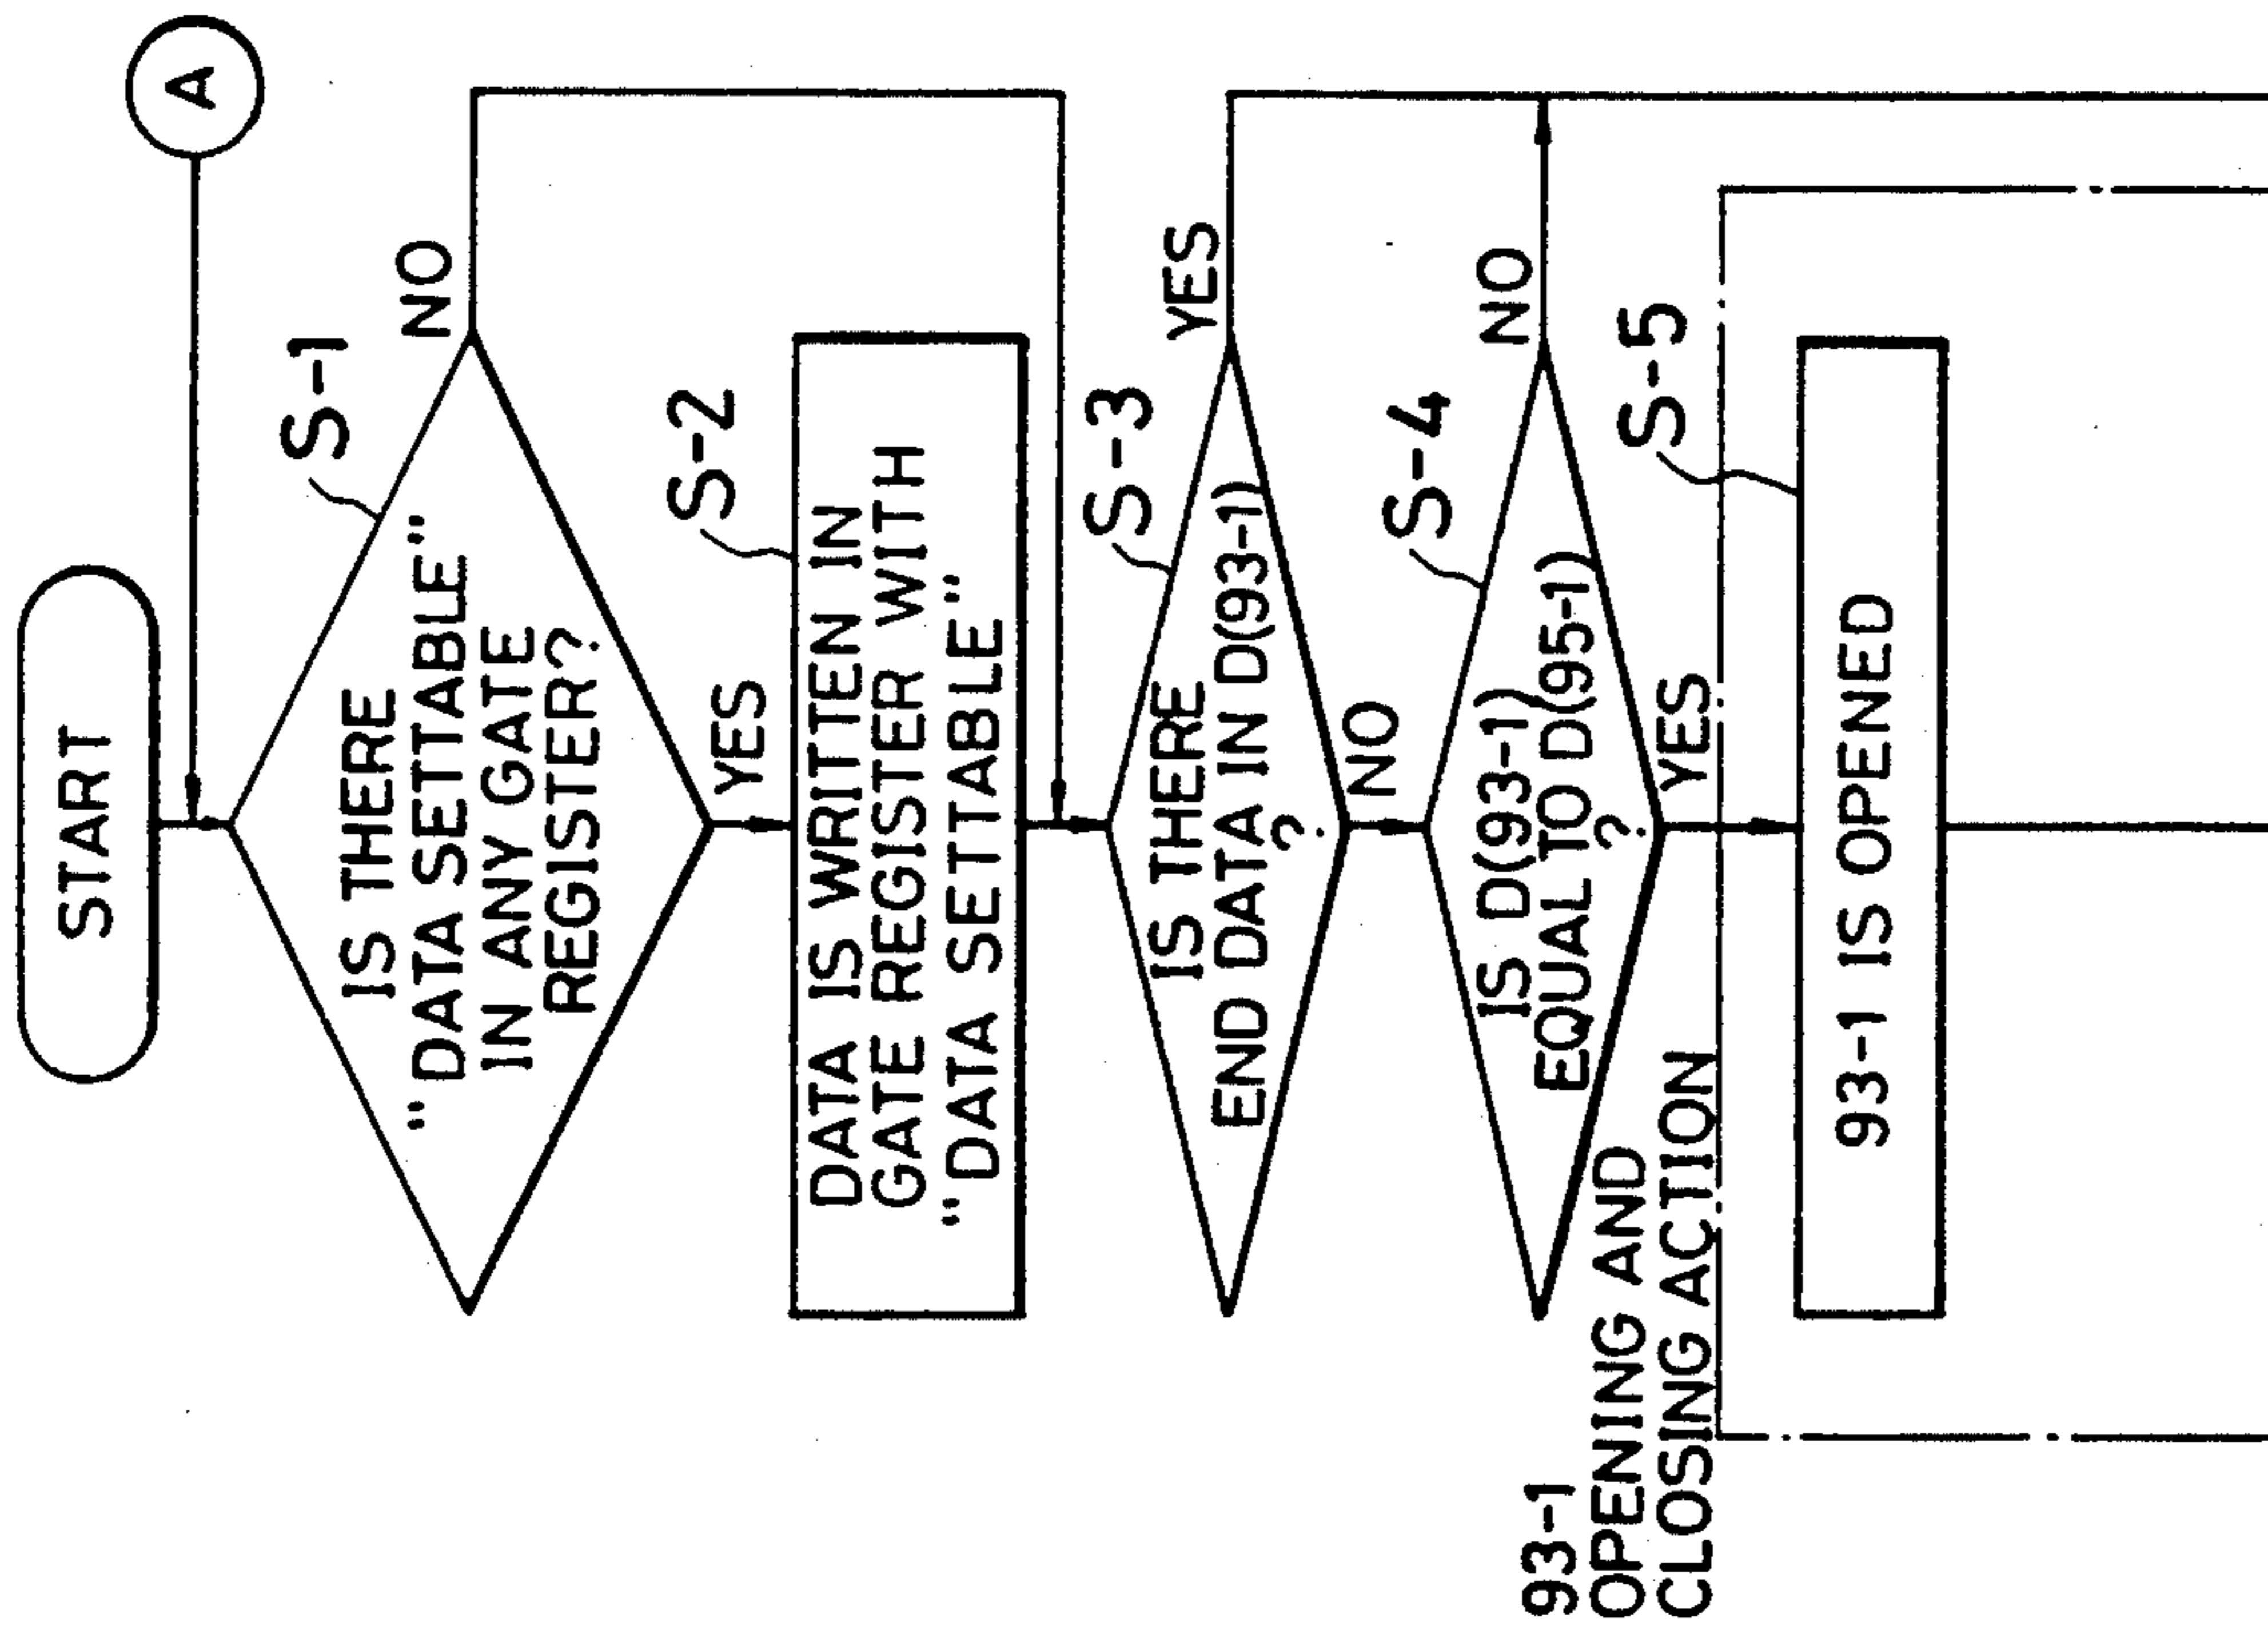 START
A
S-1
IS THERE
"DATA SETTABLE"
IN ANY GATE
REGISTER?
NO
YES
S-2
DATA IS WRITTEN IN
GATE REGISTER WITH
"DATA SETTABLE"
S-3
IS THERE
END DATA IN D(93-1)
?
YES
NO
S-4
IS D(93-1)
EQUAL TO D(95-1)
?
NO
YES
93-1
OPENING AND
CLOSING ACTION
S-5
93-1 IS OPENED